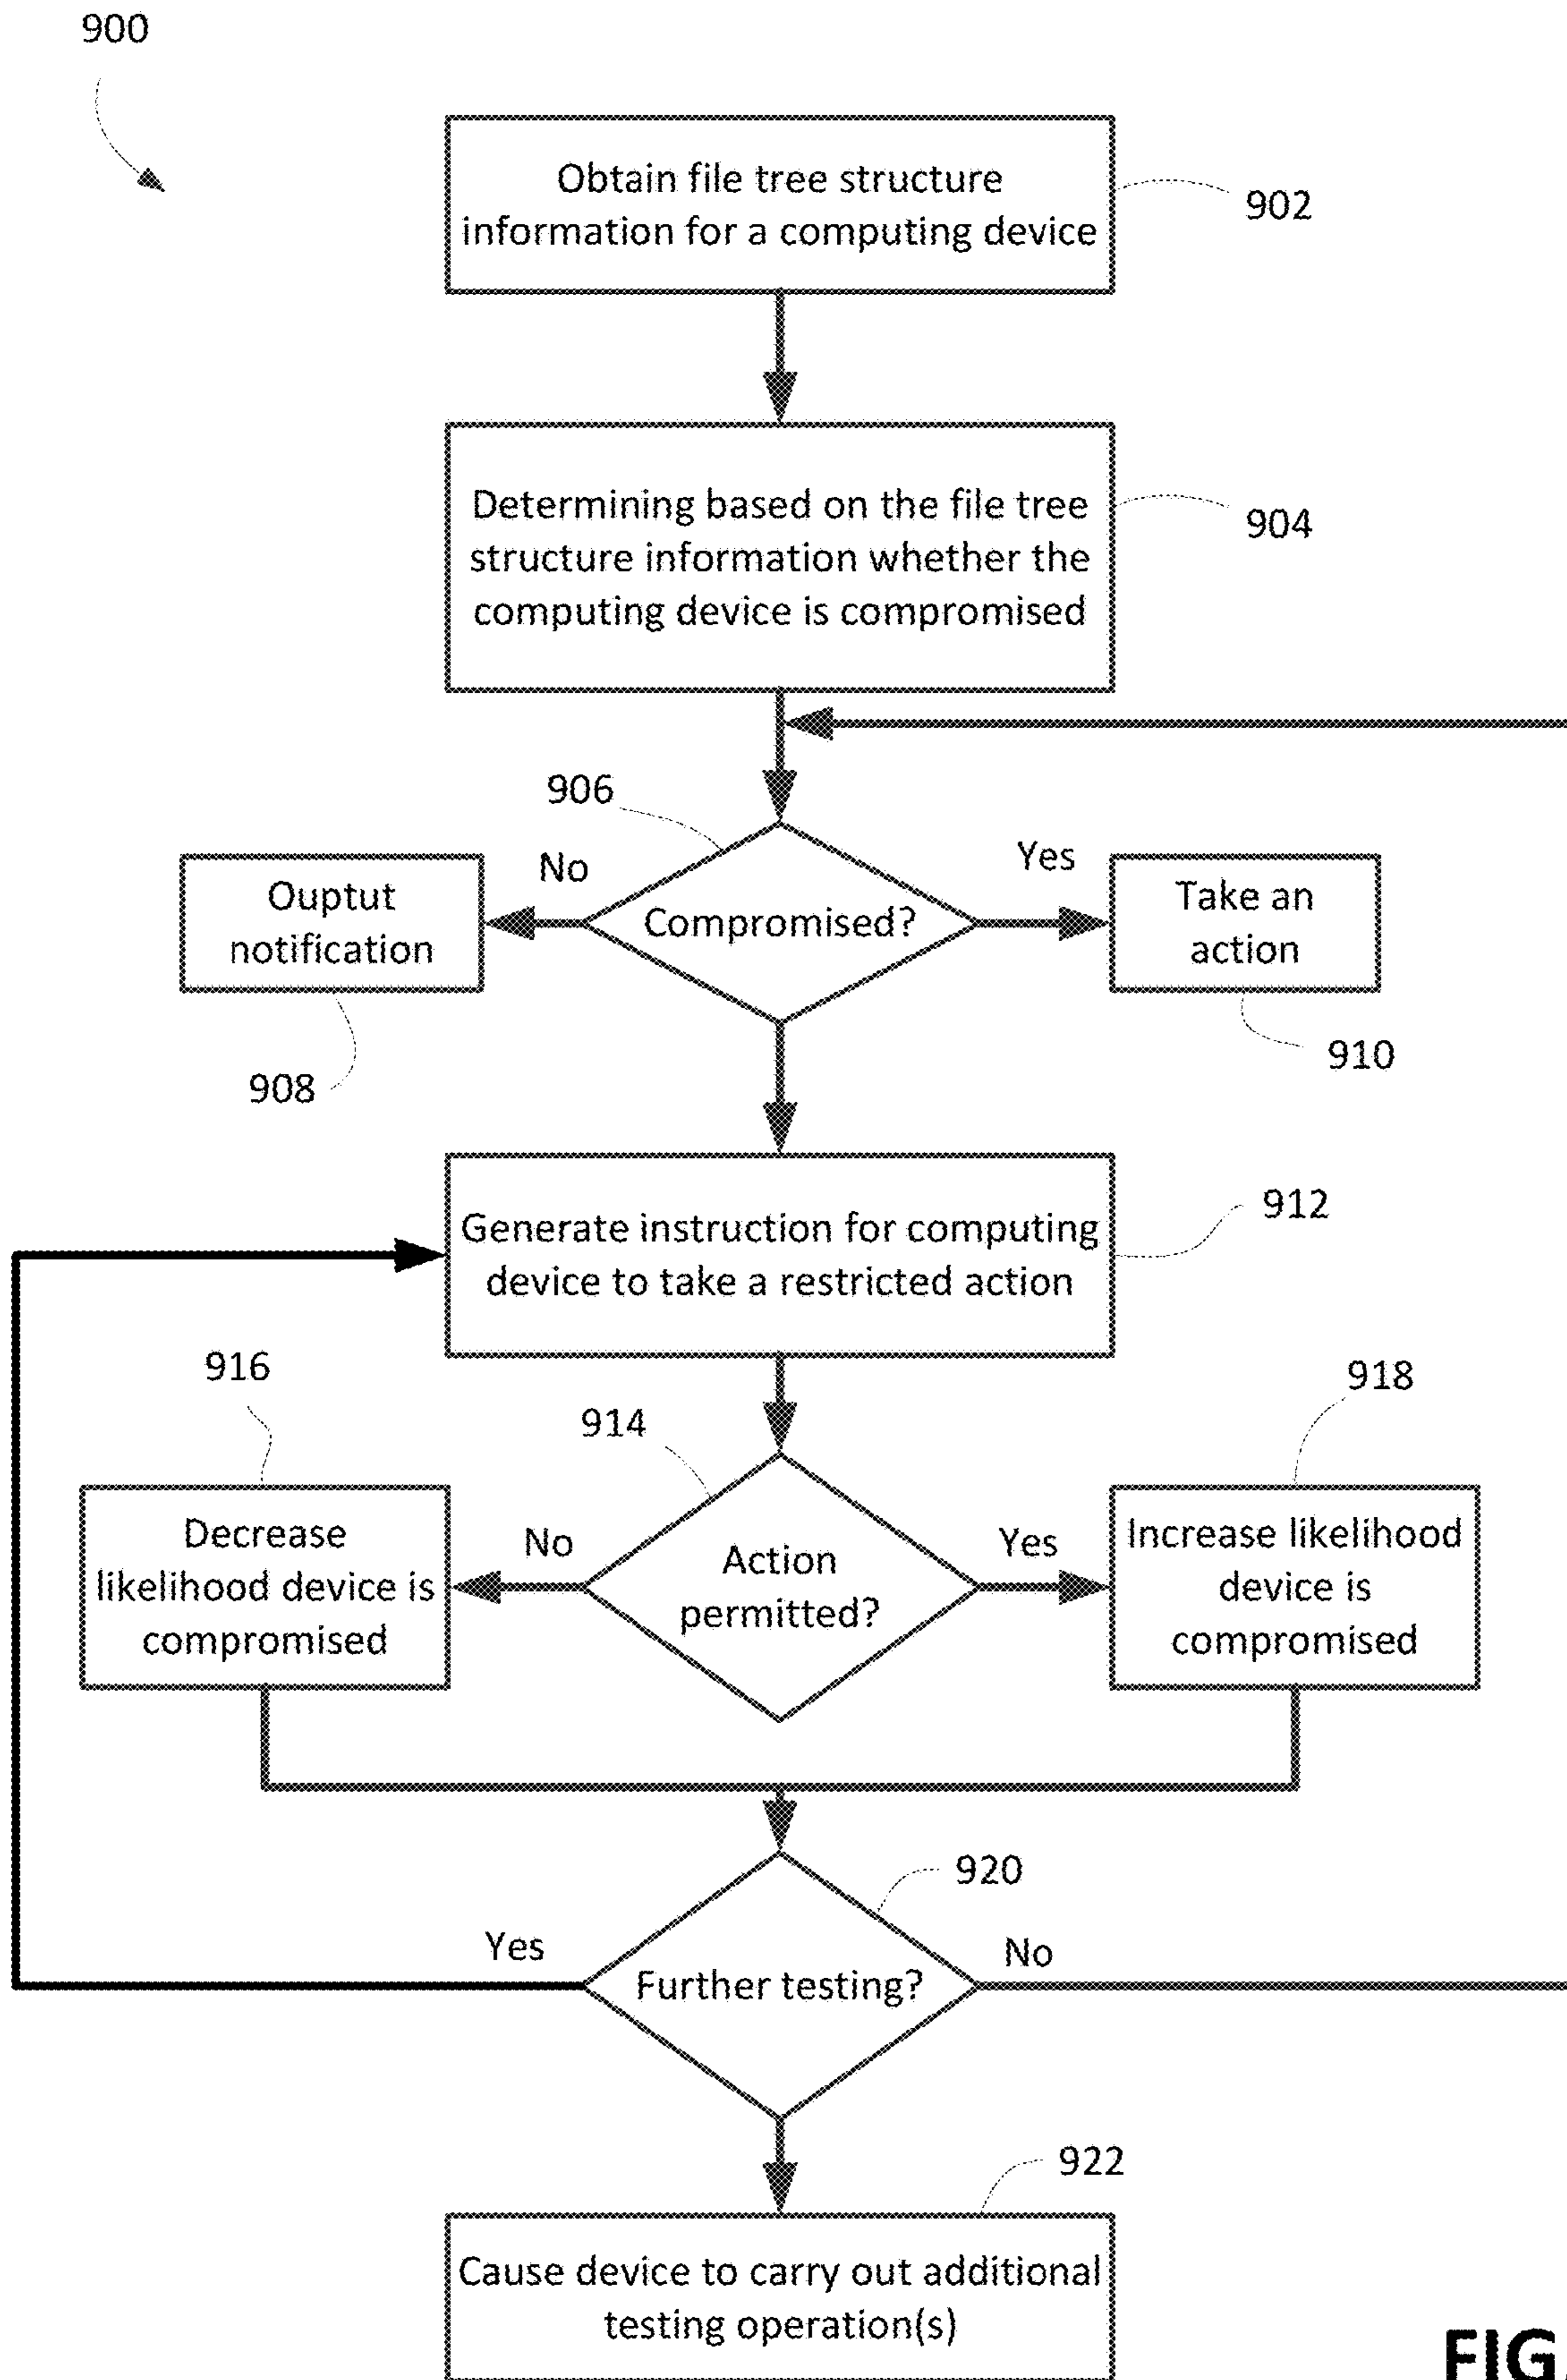 900
Obtain file tree structure
information for a computing device
902
Determining based on the file tree
structure information whether the
computing device is compromised
904
906
No
Yes
Ouptut
notification
Compromised?
Take an
action
908
910
Generate instruction for computing
device to take a restricted action
912
916
914
918
Decrease
likelihood device is
compromised
No
Action
permitted?
Yes
Increase likelihood
device is
compromised
920
Yes
No
Further testing?
922
Cause device to carry out additional
testing operation(s)
FIG.